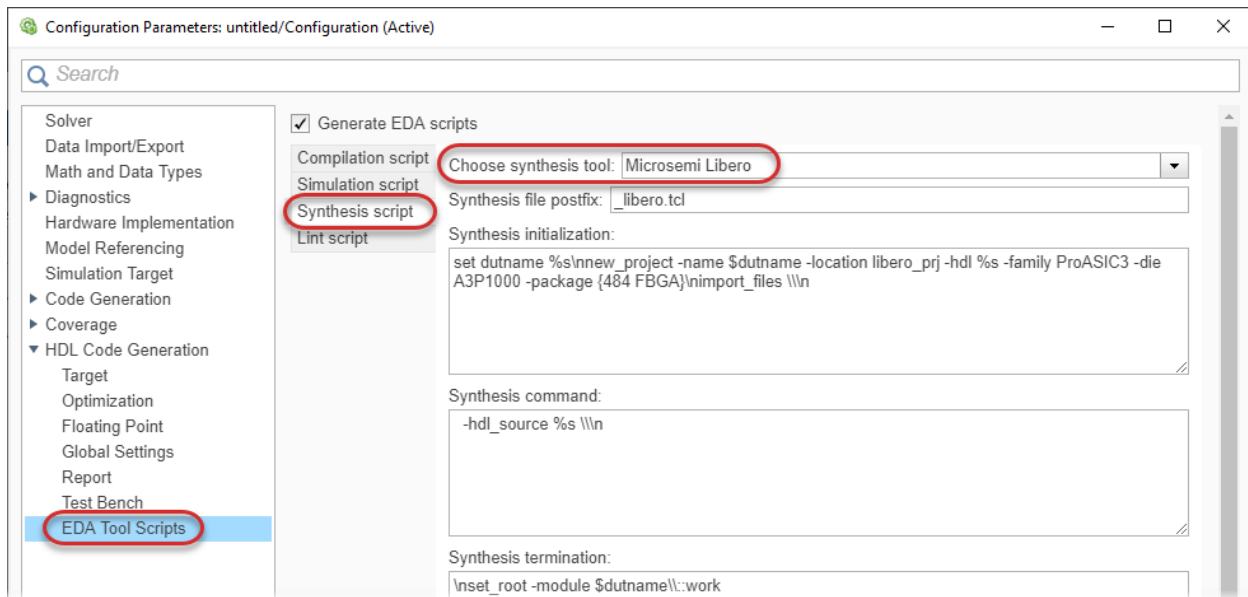 Configuration Parameters: untitled/Configuration (Active)
Search
Solver
Data Import/Export
Math and Data Types
Diagnostics
Hardware Implementation
Model Referencing
Simulation Target
Code Generation
Coverage
HDL Code Generation
Target
Optimization
Floating Point
Global Settings
Report
Test Bench
EDA Tool Scripts
Generate EDA scripts
Compilation script
Simulation script
Synthesis script
Lint script
Choose synthesis tool: Microsemi Libero
Synthesis file postfix: _libero.tcl
Synthesis initialization:
set dutname %s\nnew_project -name $dutname -location libero_prj -hdl %s -family ProASIC3 -die
A3P1000 -package {484 FBGA}\nimport_files \\\n
Synthesis command:
-hdl_source %s \\\n
Synthesis termination:
\nset_root -module $dutname\\::work